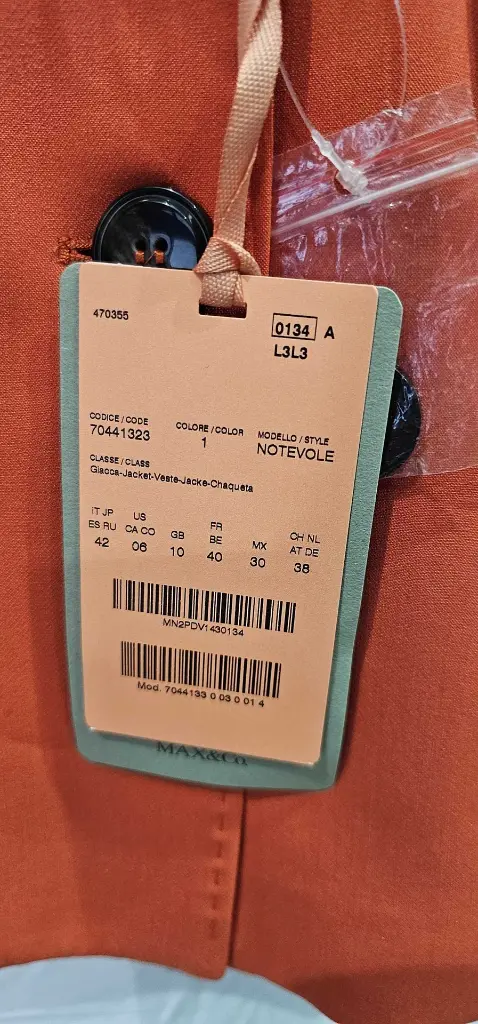 470355
0134 A
L3L3
CODICE / CODE
70441323
COLORE / COLOR
1
MODELLO / STYLE
NOTEVOLE
CLASSE / CLASS
Giacca-Jacket-Veste-Jacke-Chaqueta
IT JP
ES RU
42
US
CA CO
06
GB
10
FR
BE
40
MX
30
CH NL
AT DE
38
MN2PDV1430134
Mod. 7044133 0 03 0 01 4
MAX&Co.